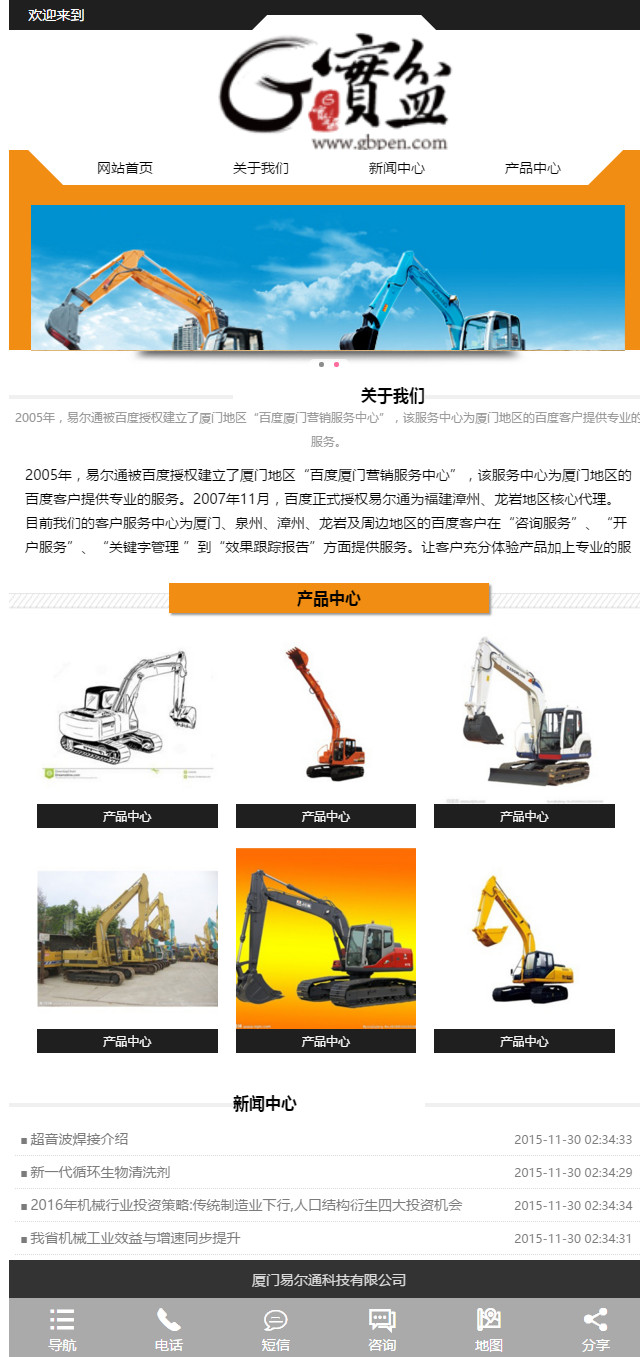 欢迎来到
G 寶盆
www.gbpen.com
网站首页 关于我们 新闻中心 产品中心
关于我们
2005年，易尔通被百度授权建立了厦门地区“百度厦门营销服务中心”，该服务中心为厦门地区的百度客户提供专业的
服务。
2005年，易尔通被百度授权建立了厦门地区“百度厦门营销服务中心”，该服务中心为厦门地区的
百度客户提供专业的服务。2007年11月，百度正式授权易尔通为福建漳州、龙岩地区核心代理。
目前我们的客户服务中心为厦门、泉州、漳州、龙岩及周边地区的百度客户在“咨询服务”、“开
户服务”、“关键字管理 ”到“效果跟踪报告”方面提供服务。让客户充分体验产品加上专业的服
产品中心
产品中心 产品中心 产品中心
产品中心 产品中心 产品中心
新闻中心
■ 超音波焊接介绍 2015-11-30 02:34:33
■ 新一代循环生物清洗剂 2015-11-30 02:34:29
■ 2016年机械行业投资策略:传统制造业下行,人口结构衍生四大投资机会 2015-11-30 02:34:34
■ 我省机械工业效益与增速同步提升 2015-11-30 02:34:31
厦门易尔通科技有限公司
导航 电话 短信 咨询 地图 分享